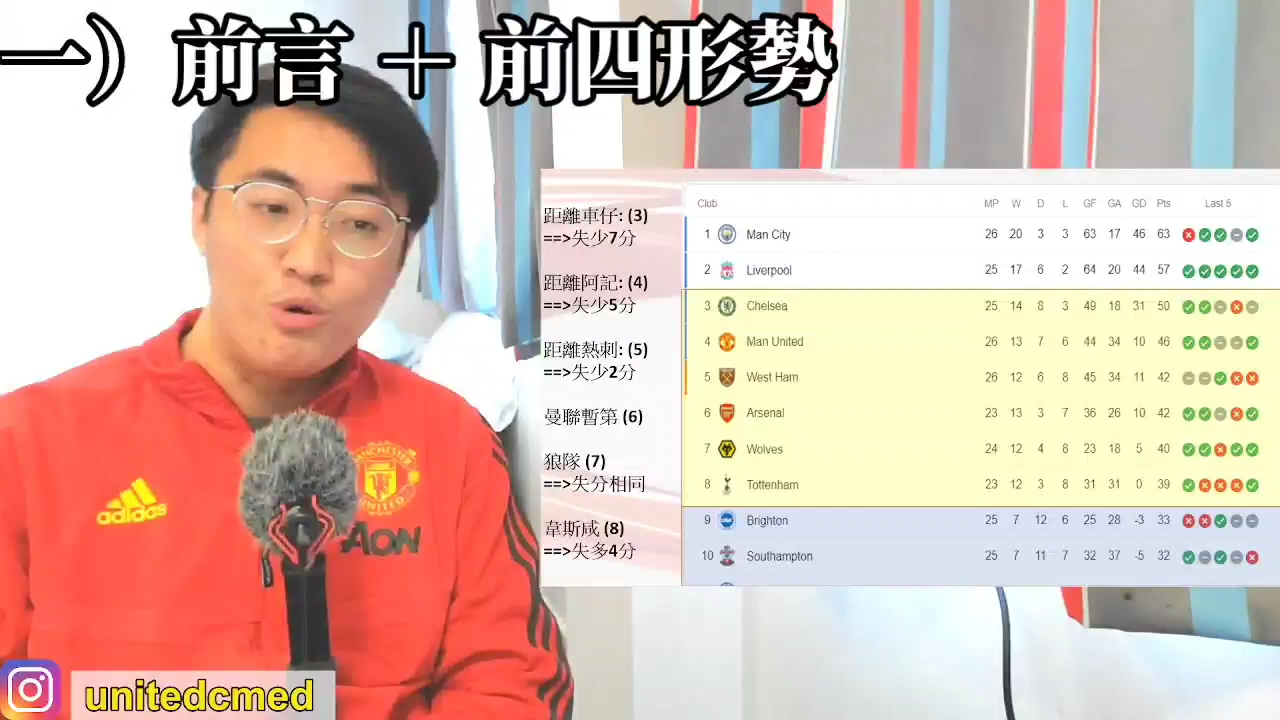 一） 前言 ＋ 前四形勢
距離車仔: (3)
==>失少7分
距離阿記: (4)
==>失少5分
距離熱刺: (5)
==>失少2分
曼聯暫第 (6)
狼隊 (7)
==>失分相同
韋斯咸 (8)
==>失多4分
Club MP W D L GF GA GD Pts Last 5
1 Man City 26 20 3 3 63 17 46 63
2 Liverpool 25 17 6 2 64 20 44 57
3 Chelsea 25 14 8 3 49 18 31 50
4 Man United 26 13 7 6 44 34 10 46
5 West Ham 26 12 6 8 45 34 11 42
6 Arsenal 23 13 3 7 36 26 10 42
7 Wolves 24 12 4 8 23 18 5 40
8 Tottenham 23 12 3 8 31 31 0 39
9 Brighton 25 7 12 6 25 28 -3 33
10 Southampton 25 7 11 7 32 37 -5 32
MANCHESTER
UNITED
adidas
AON
unitedcmed